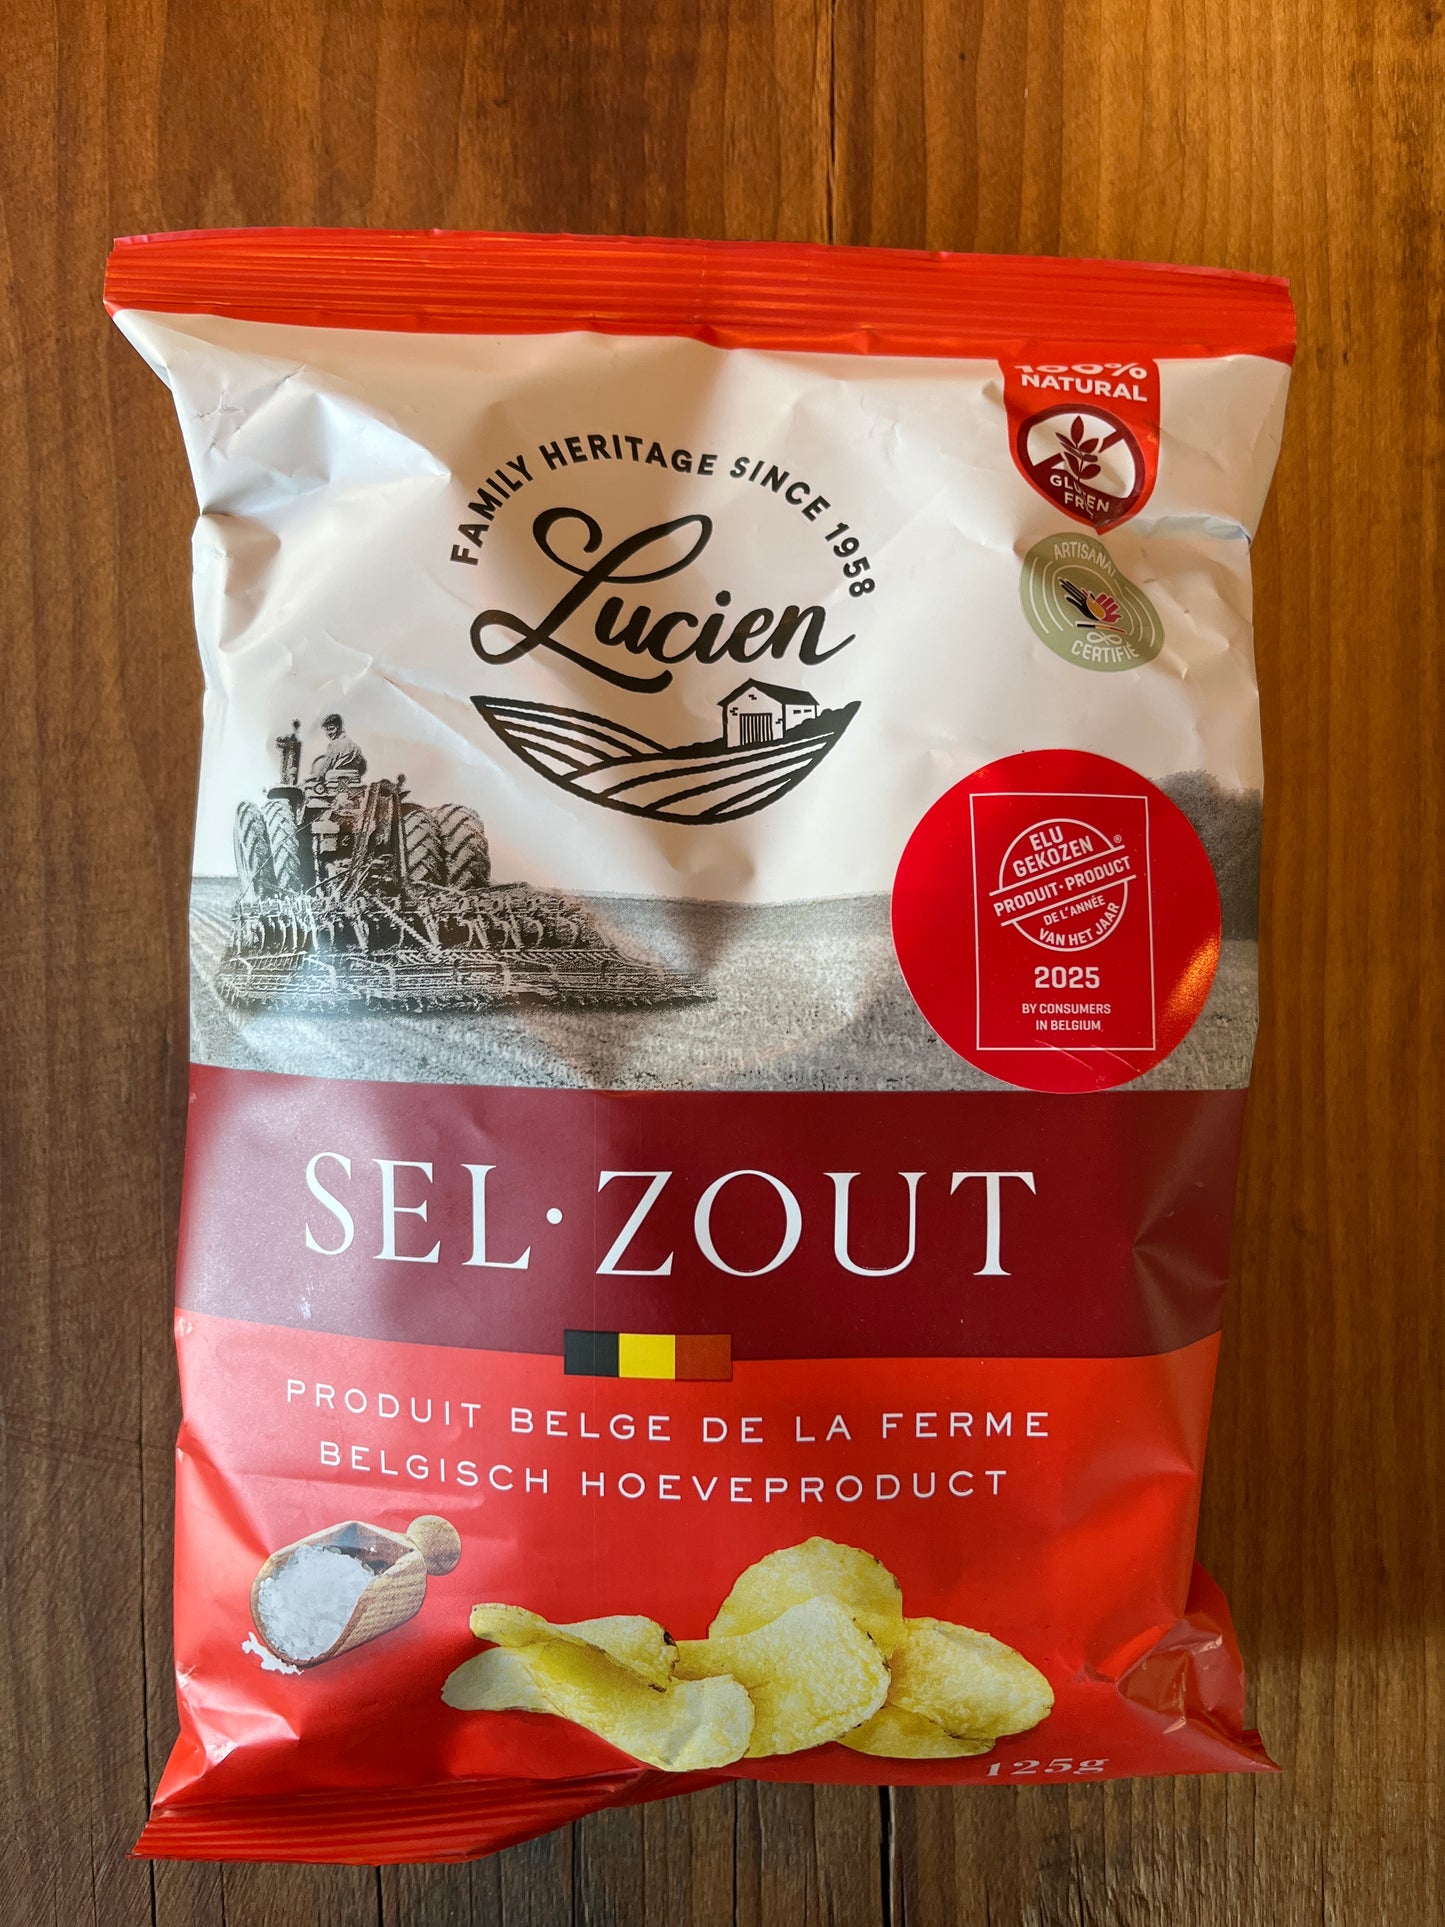 100%
NATURAL
GLUTEN
FREE
FAMILY HERITAGE SINCE 1958
Lucien
ARTISANAT
CERTIFIÉ
ELU
GEKOZEN
®
PRODUIT · PRODUCT
DE L'ANNÉE
VAN HET JAAR
2025
BY CONSUMERS
IN BELGIUM
SEL · ZOUT
PRODUIT BELGE DE LA FERME
BELGISCH HOEVEPRODUCT
125g